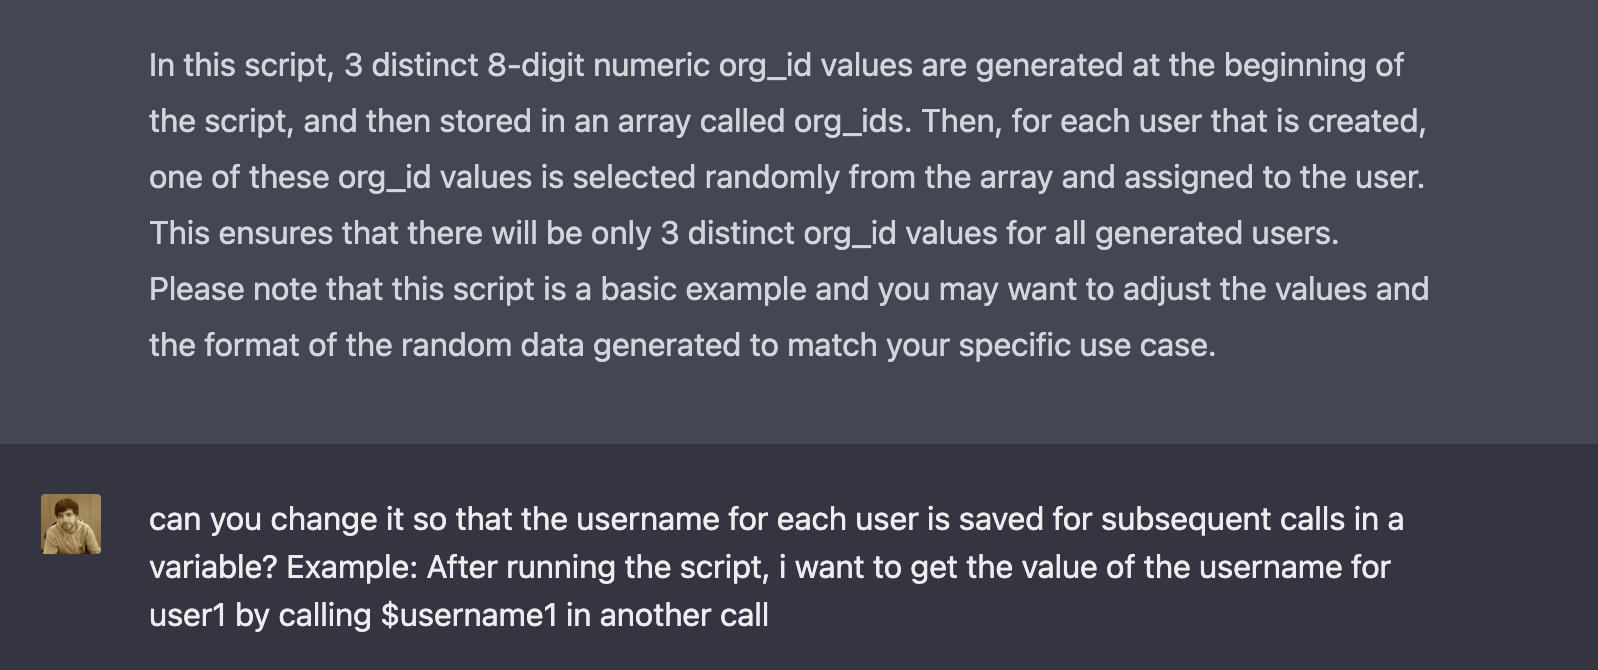 In this script, 3 distinct 8-digit numeric org_id values are generated at the beginning of
the script, and then stored in an array called org_ids. Then, for each user that is created,
one of these org_id values is selected randomly from the array and assigned to the user.
This ensures that there will be only 3 distinct org_id values for all generated users.
Please note that this script is a basic example and you may want to adjust the values and
the format of the random data generated to match your specific use case.
can you change it so that the username for each user is saved for subsequent calls in a
variable? Example: After running the script, i want to get the value of the username for
user1 by calling $username1 in another call